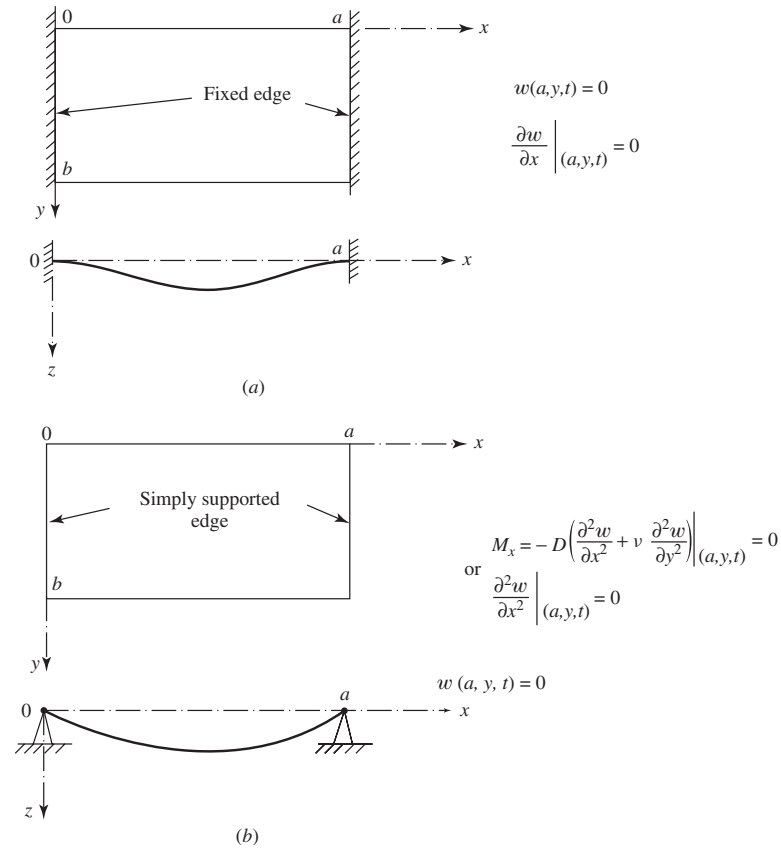 0 a x
w(a,y,t) = 0
Fixed edge
∂w/∂x |(a,y,t) = 0
b
y
0 a x
z
(a)
0 a x
Simply supported
edge
M_x = − D(∂²w/∂x² + ν ∂²w/∂y²)|(a,y,t) = 0
or
∂²w/∂x² |(a,y,t) = 0
b
y
w (a, y, t) = 0
0 a x
z
(b)